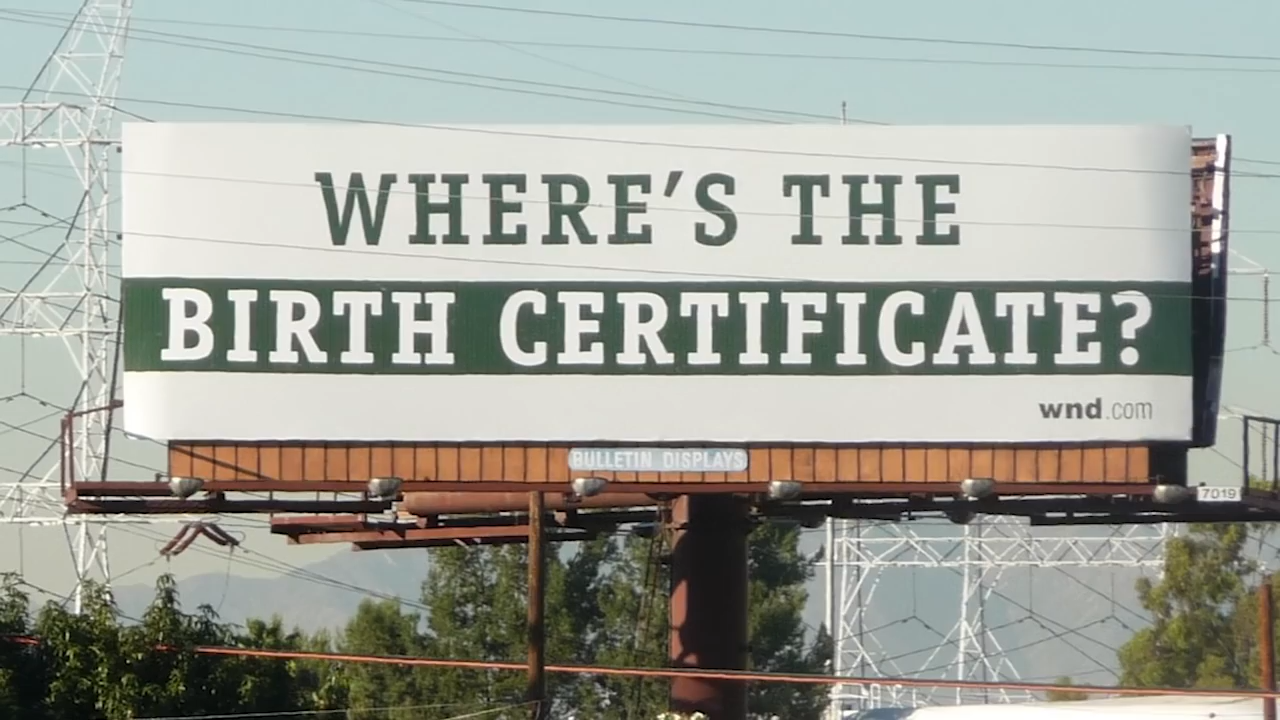 WHERE'S THE
BIRTH CERTIFICATE?
wnd.com
BULLETIN DISPLAYS
7019